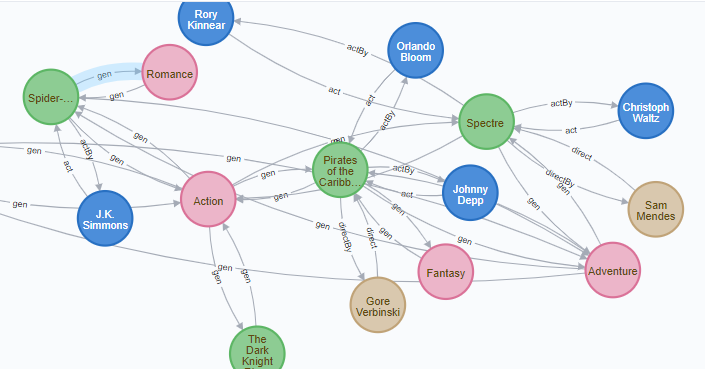 Rory
Kinnear
Orlando
Bloom
actBy
gen
Romance
gen
Spider-...
act
act
actBy
actBy
Christoph
Waltz
act
Spectre
gen
direct
gen
actBy
act
gen
gen
gen
Pirates
of the
Caribb...
actBy
directBy
gen
gen
gen
act
Johnny
Depp
gen
Action
gen
gen
Sam
Mendes
J.K.
Simmons
gen
directBy
direct
gen
gen
gen
gen
gen
Fantasy
Adventure
Gore
Verbinski
The
Dark
Knight